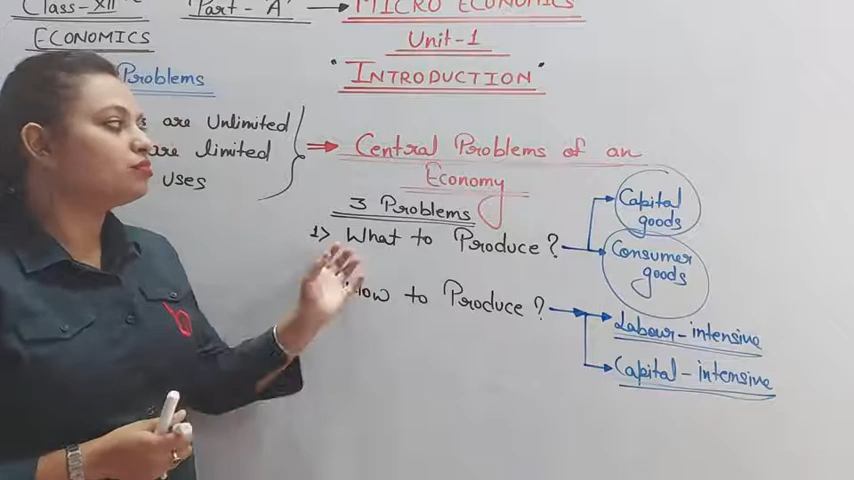 Class-XII Part-'A' → MICRO ECONOMICS
ECONOMICS
Unit-1
Problems
INTRODUCTION
are Unlimited
are limited
Uses
Central Problems of an
Economy
3 Problems
1> What to Produce?
Capital
goods
Consumer
goods
How to Produce?
Labour-intensive
Capital-intensive